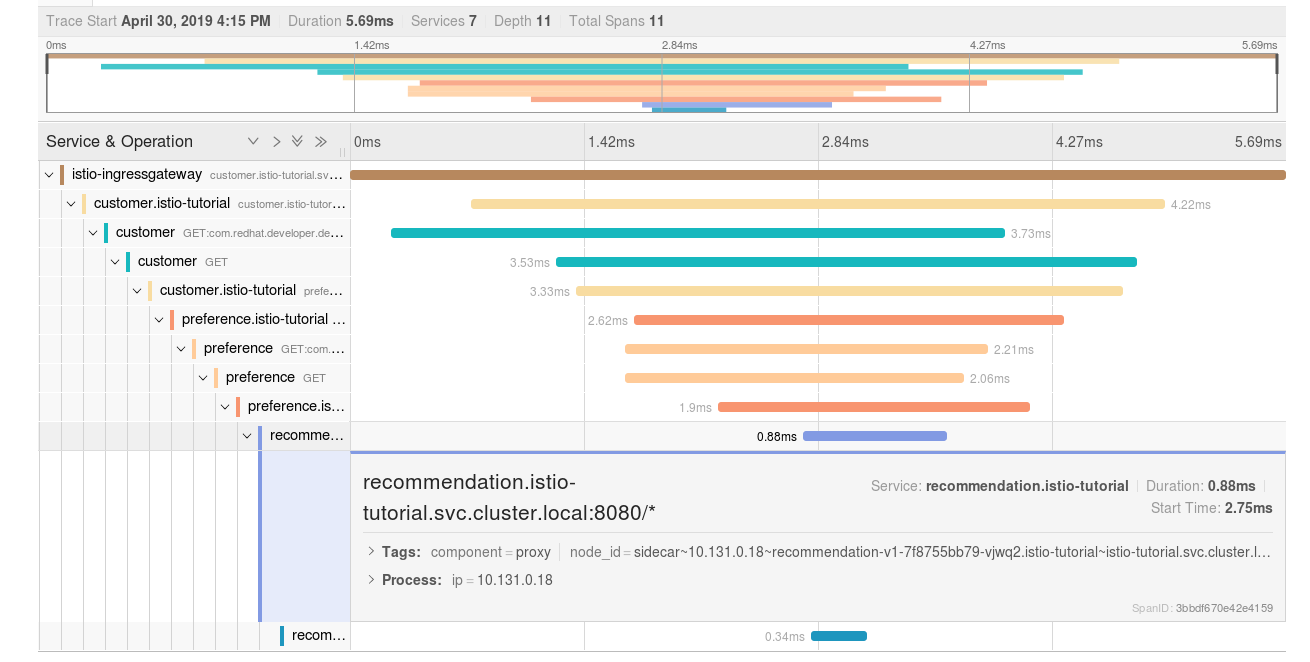 Trace Start April 30, 2019 4:15 PM Duration 5.69ms Services 7 Depth 11 Total Spans 11
0ms 1.42ms 2.84ms 4.27ms 5.69ms
Service & Operation 0ms 1.42ms 2.84ms 4.27ms 5.69ms
istio-ingressgateway customer.istio-tutorial.sv…
customer.istio-tutorial customer.istio-tutor… 4.22ms
customer GET:com.redhat.developer.de… 3.73ms
customer GET 3.53ms
customer.istio-tutorial prefe… 3.33ms
preference.istio-tutorial … 2.62ms
preference GET:com.… 2.21ms
preference GET 2.06ms
preference.is… 1.9ms
recomme… 0.88ms
recommendation.istio-
tutorial.svc.cluster.local:8080/*
Service: recommendation.istio-tutorial Duration: 0.88ms
Start Time: 2.75ms
Tags: component = proxy node_id = sidecar~10.131.0.18~recommendation-v1-7f8755bb79-vjwq2.istio-tutorial~istio-tutorial.svc.cluster.l…
Process: ip = 10.131.0.18
SpanID: 3bbdf670e42e4159
recom… 0.34ms